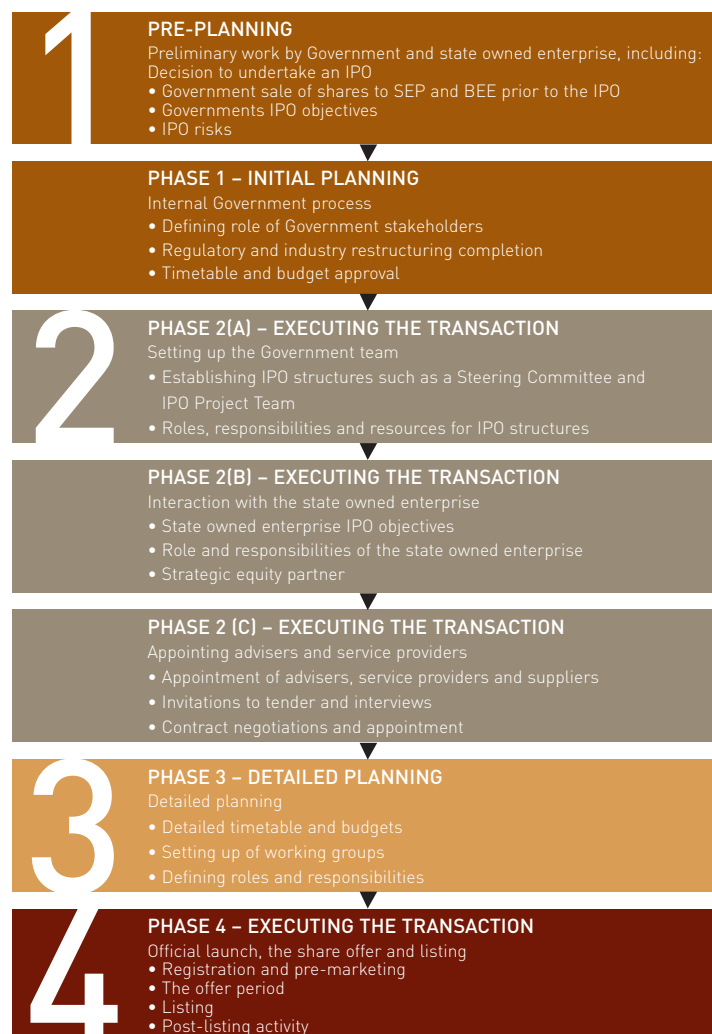 1
PRE-PLANNING
Preliminary work by Government and state owned enterprise, including:
Decision to undertake an IPO
• Government sale of shares to SEP and BEE prior to the IPO
• Governments IPO objectives
• IPO risks
PHASE 1 – INITIAL PLANNING
Internal Government process
• Defining role of Government stakeholders
• Regulatory and industry restructuring completion
• Timetable and budget approval
2
PHASE 2(A) – EXECUTING THE TRANSACTION
Setting up the Government team
• Establishing IPO structures such as a Steering Committee and
IPO Project Team
• Roles, responsibilities and resources for IPO structures
PHASE 2(B) – EXECUTING THE TRANSACTION
Interaction with the state owned enterprise
• State owned enterprise IPO objectives
• Role and responsibilities of the state owned enterprise
• Strategic equity partner
PHASE 2 (C) – EXECUTING THE TRANSACTION
Appointing advisers and service providers
• Appointment of advisers, service providers and suppliers
• Invitations to tender and interviews
• Contract negotiations and appointment
3
PHASE 3 – DETAILED PLANNING
Detailed planning
• Detailed timetable and budgets
• Setting up of working groups
• Defining roles and responsibilities
4
PHASE 4 – EXECUTING THE TRANSACTION
Official launch, the share offer and listing
• Registration and pre-marketing
• The offer period
• Listing
• Post-listing activity